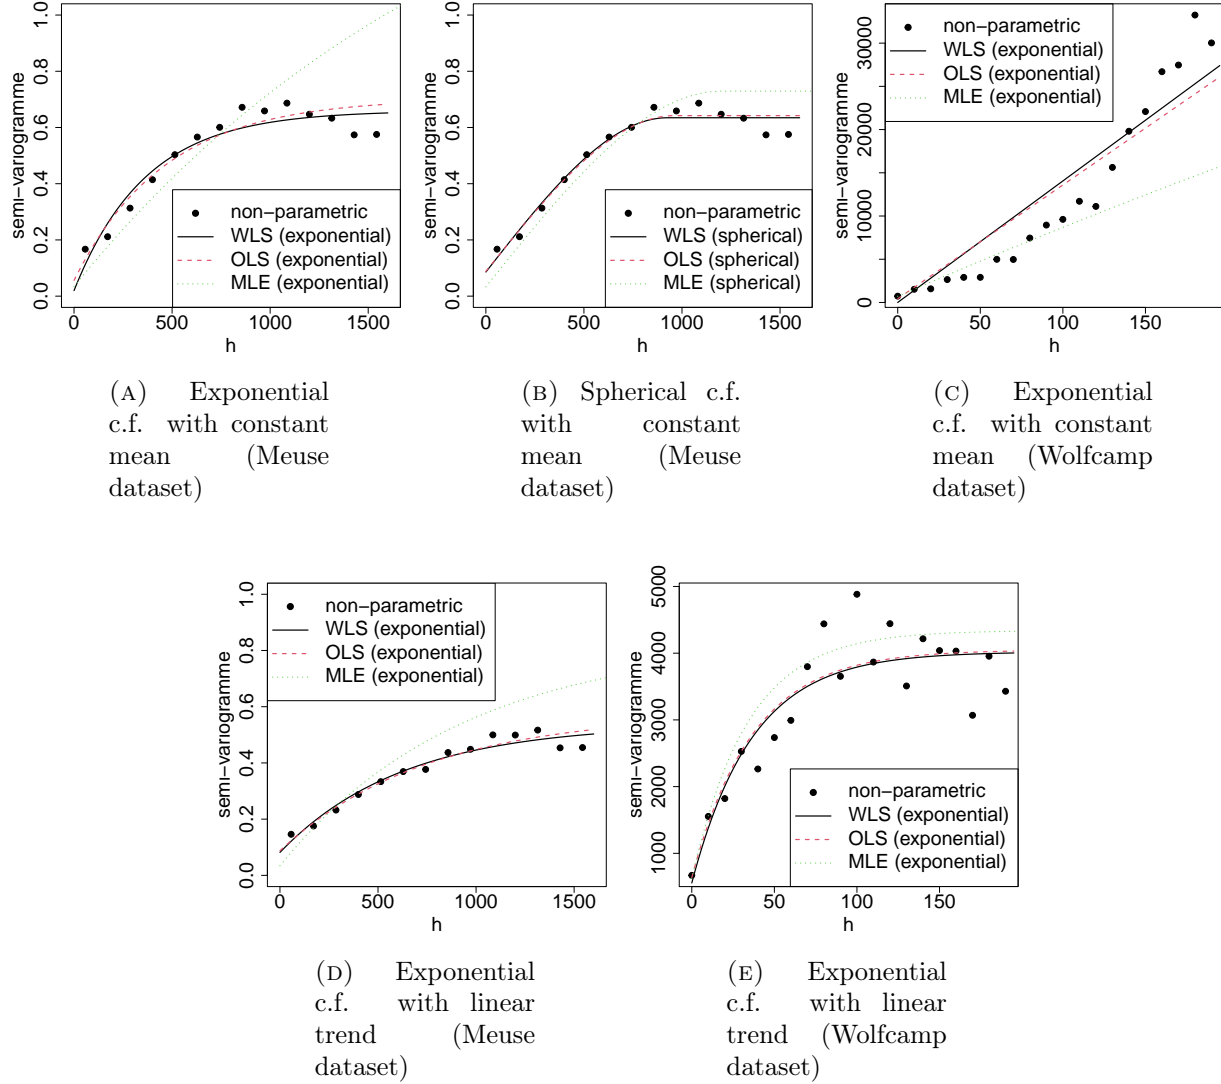 1.0
0.8
0.6
0.4
0.2
0.0
semi−variogramme
non−parametric
WLS (exponential)
OLS (exponential)
MLE (exponential)
0 500 1000 1500
h
(A) Exponential
c.f. with constant
mean (Meuse
dataset)
1.0
0.8
0.6
0.4
0.2
0.0
semi−variogramme
non−parametric
WLS (spherical)
OLS (spherical)
MLE (spherical)
0 500 1000 1500
h
(B) Spherical c.f.
with constant
mean (Meuse
dataset)
30000
20000
10000
0
semi−variogramme
non−parametric
WLS (exponential)
OLS (exponential)
MLE (exponential)
0 50 100 150
h
(C) Exponential
c.f. with constant
mean (Wolfcamp
dataset)
1.0
0.8
0.6
0.4
0.2
0.0
semi−variogramme
non−parametric
WLS (exponential)
OLS (exponential)
MLE (exponential)
0 500 1000 1500
h
(D) Exponential
c.f. with linear
trend (Meuse
dataset)
5000
4000
3000
2000
1000
semi−variogramme
non−parametric
WLS (exponential)
OLS (exponential)
MLE (exponential)
0 50 100 150
h
(E) Exponential
c.f. with linear
trend (Wolfcamp
dataset)